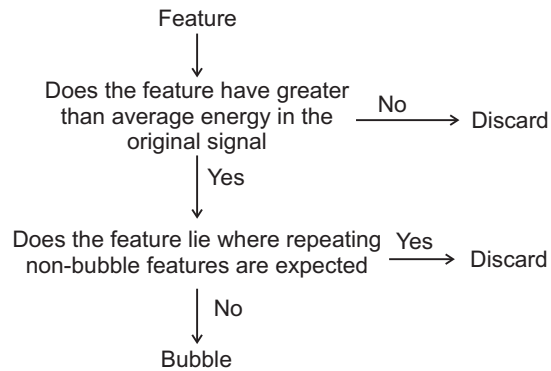 Feature
Does the feature have greater
than average energy in the
original signal
No
Discard
Yes
Does the feature lie where repeating
non-bubble features are expected
Yes
Discard
No
Bubble